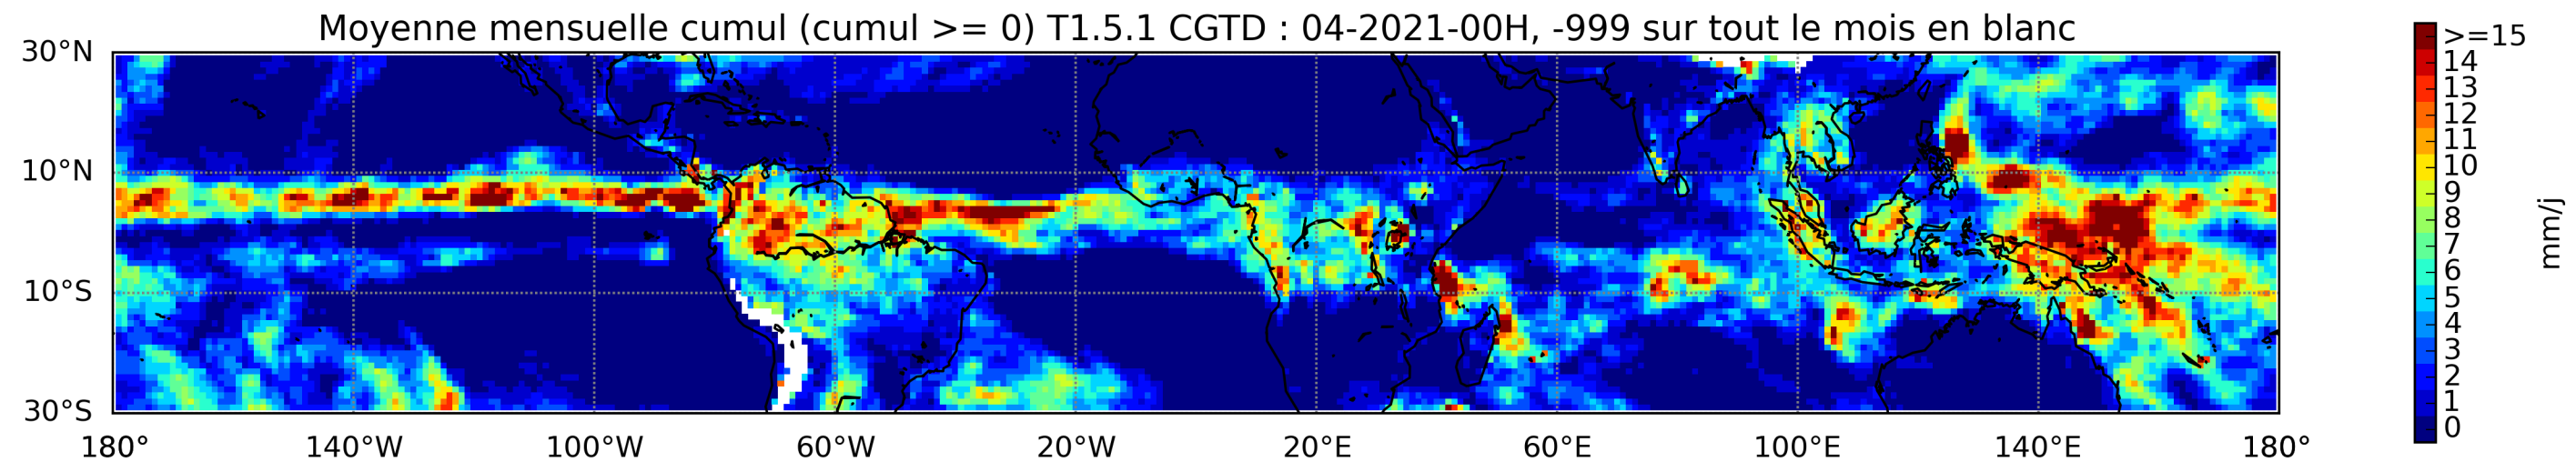 Moyenne mensuelle cumul (cumul >= 0) T1.5.1 CGTD : 04-2021-00H, -999 sur tout le mois en blanc
30°N
10°N
10°S
30°S
180° 140°W 100°W 60°W 20°W 20°E 60°E 100°E 140°E 180°
>=15
14
13
12
11
10
9
8
7
6
5
4
3
2
1
0
mm/j